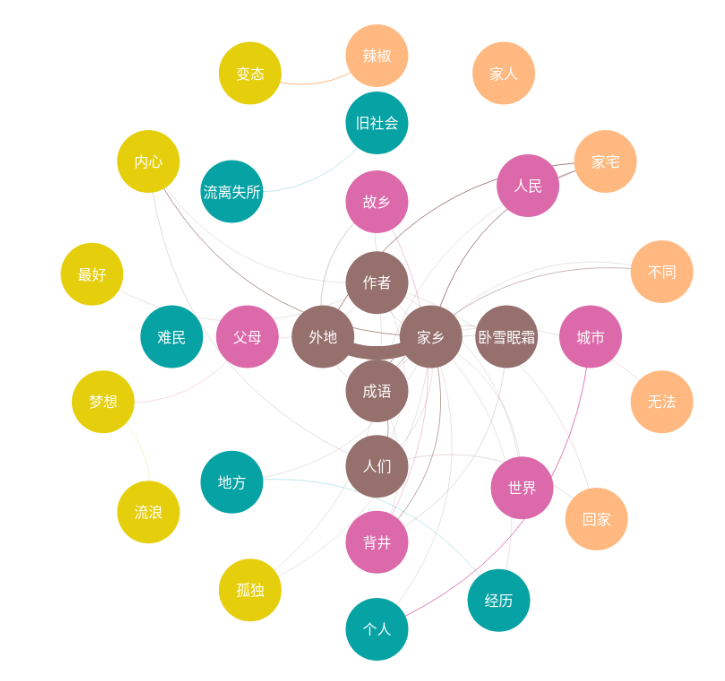 辣椒
变态
家人
旧社会
内心
家宅
人民
流离失所
故乡
不同
最好
作者
难民
父母
外地
家乡
卧雪眠霜
城市
成语
梦想
无法
人们
地方
世界
流浪
回家
背井
孤独
经历
个人